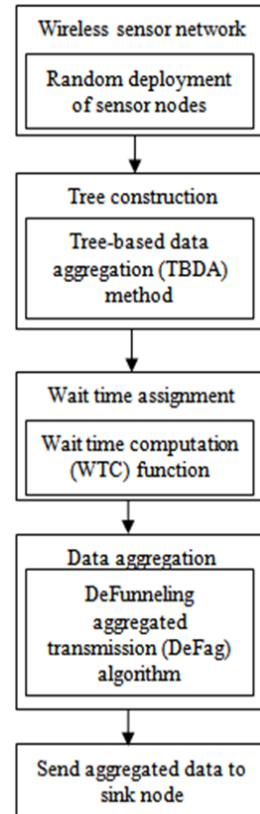 Wireless sensor network
Random deployment
of sensor nodes
Tree construction
Tree-based data
aggregation (TBDA)
method
Wait time assignment
Wait time computation
(WTC) function
Data aggregation
DeFunneling
aggregated
transmission (DeFag)
algorithm
Send aggregated data to
sink node